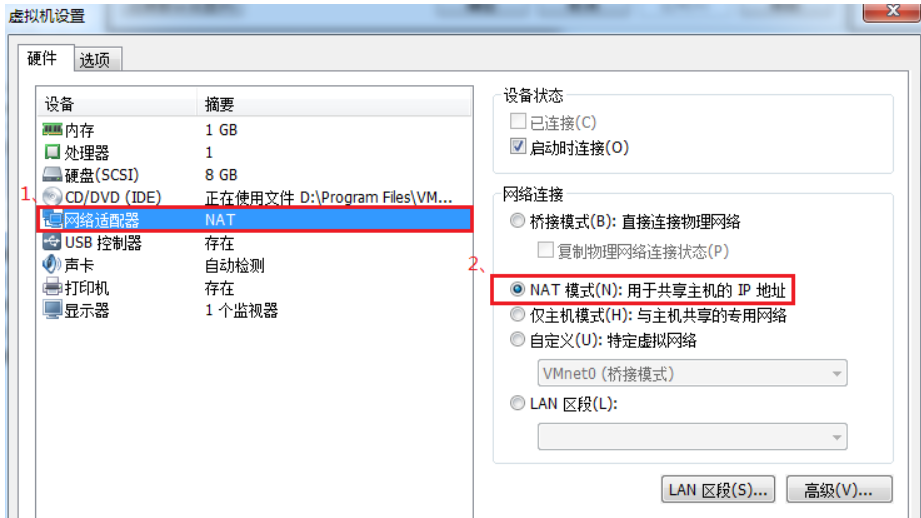 虚拟机设置
硬件 选项
设备 摘要
内存 1 GB
处理器 1
硬盘(SCSI) 8 GB
1、
CD/DVD (IDE) 正在使用文件 D:\Program Files\VM...
网络适配器 NAT
USB 控制器 存在
声卡 自动检测
打印机 存在
显示器 1 个监视器
设备状态
已连接(C)
启动时连接(O)
网络连接
桥接模式(B): 直接连接物理网络
复制物理网络连接状态(P)
2、
NAT 模式(N): 用于共享主机的 IP 地址
仅主机模式(H): 与主机共享的专用网络
自定义(U): 特定虚拟网络
VMnet0 (桥接模式)
LAN 区段(L):
LAN 区段(S)... 高级(V)...